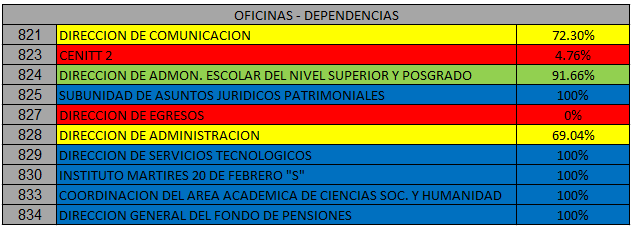 OFICINAS - DEPENDENCIAS
821 DIRECCION DE COMUNICACION 72.30%
823 CENITT 2 4.76%
824 DIRECCION DE ADMON. ESCOLAR DEL NIVEL SUPERIOR Y POSGRADO 91.66%
825 SUBUNIDAD DE ASUNTOS JURIDICOS PATRIMONIALES 100%
827 DIRECCION DE EGRESOS 0%
828 DIRECCION DE ADMINISTRACION 69.04%
829 DIRECCION DE SERVICIOS TECNOLOGICOS 100%
830 INSTITUTO MARTIRES 20 DE FEBRERO "S" 100%
833 COORDINACION DEL AREA ACADEMICA DE CIENCIAS SOC. Y HUMANIDAD 100%
834 DIRECCION GENERAL DEL FONDO DE PENSIONES 100%